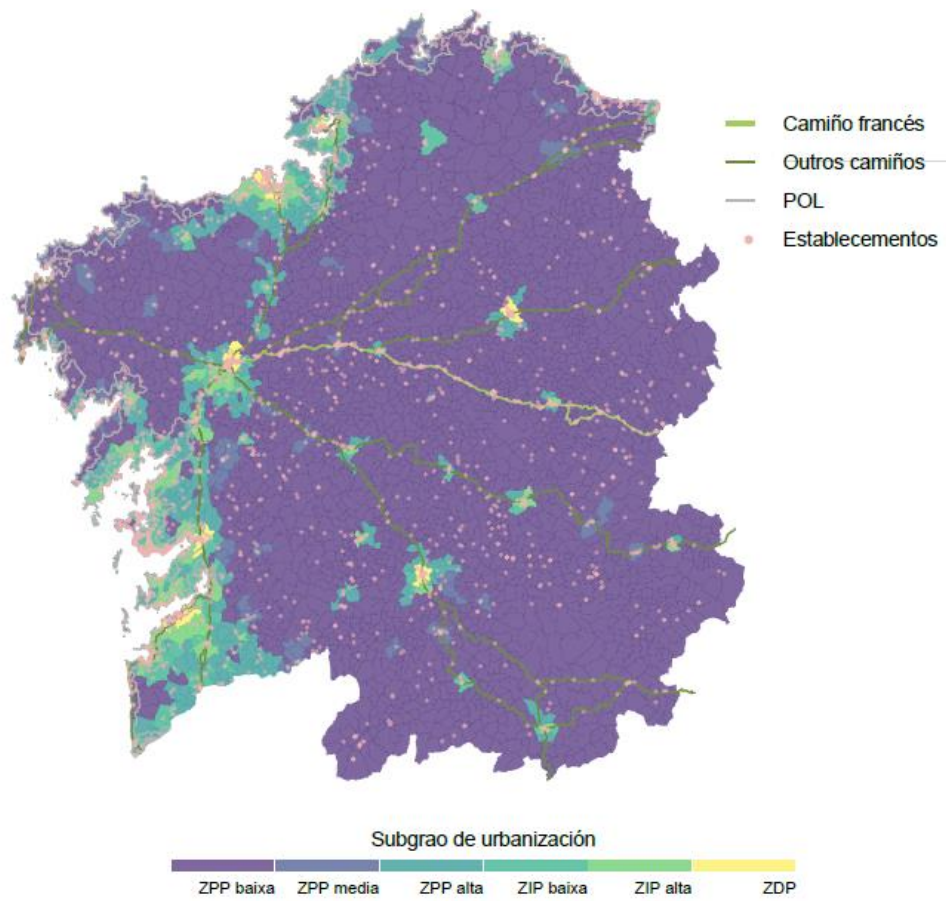 Camiño francés
Outros camiños
POL
Establecementos
Subgrao de urbanización
ZPP baixa ZPP media ZPP alta ZIP baixa ZIP alta ZDP